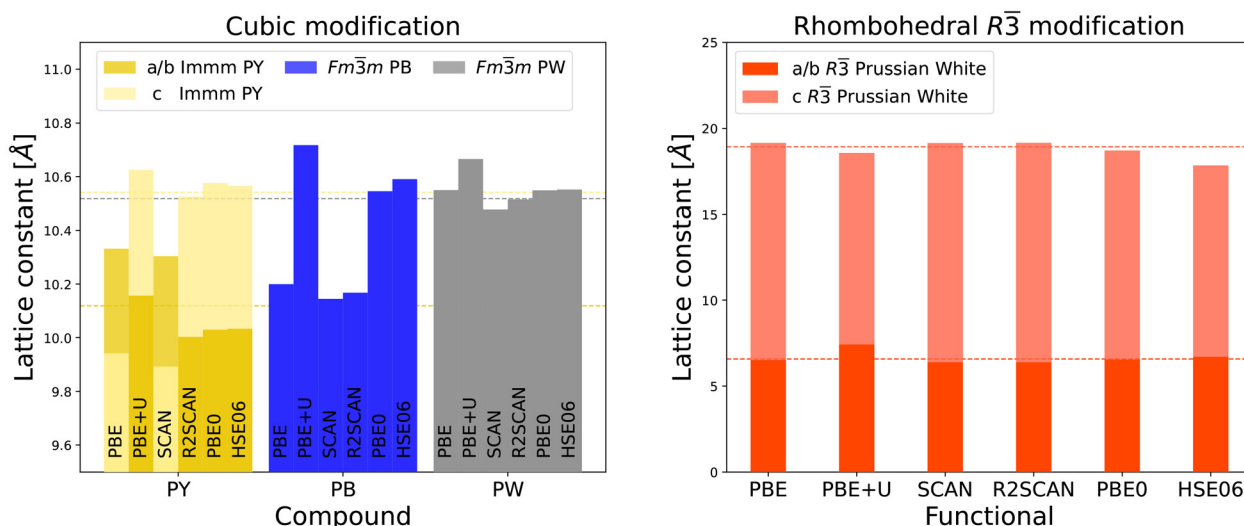 Cubic modification
Lattice constant [Å]
11.0
10.8
10.6
10.4
10.2
10.0
9.8
9.6
a/b Immm PY
c Immm PY
Fm3̅m PB
Fm3̅m PW
PBE
PBE+U
SCAN
R2SCAN
PBE0
HSE06
PBE
PBE+U
SCAN
R2SCAN
PBE0
HSE06
PBE
PBE+U
SCAN
R2SCAN
PBE0
HSE06
PY PB PW
Compound
Rhombohedral R3̅ modification
Lattice constant [Å]
25
20
15
10
5
0
a/b R3̅ Prussian White
c R3̅ Prussian White
PBE PBE+U SCAN R2SCAN PBE0 HSE06
Functional